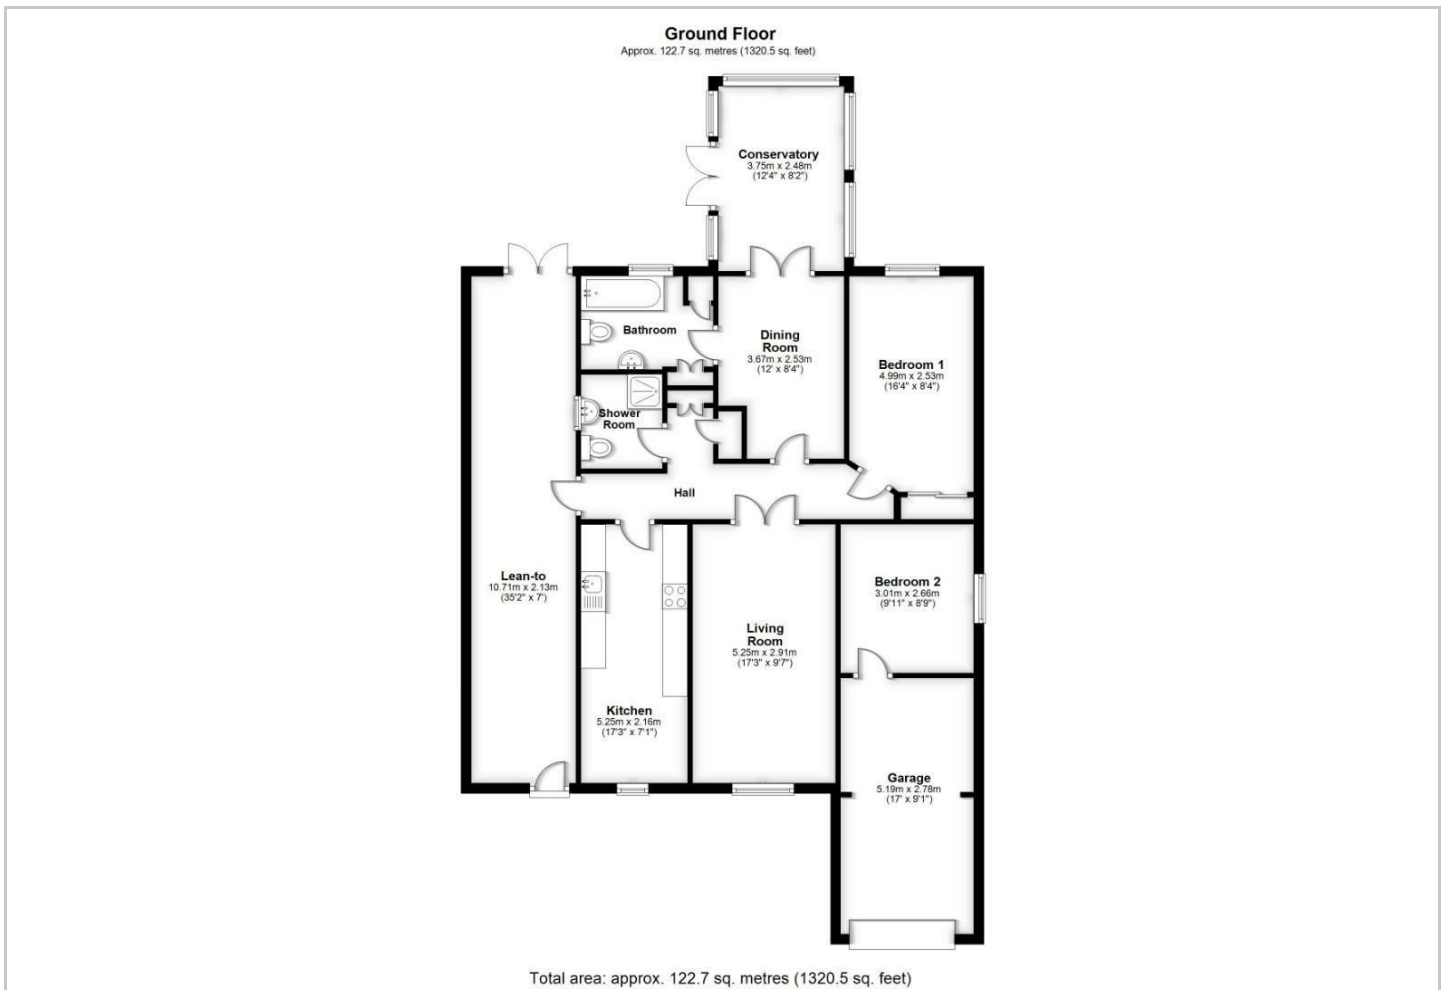 Ground Floor
Approx. 122.7 sq. metres (1320.5 sq. feet)
Conservatory
3.75m x 2.48m
(12'4" x 8'2")
Bathroom
Dining
Room
3.67m x 2.53m
(12' x 8'4")
Bedroom 1
4.99m x 2.53m
(16'4" x 8'4")
Shower
Room
Hall
Lean-to
10.71m x 2.13m
(35'2" x 7')
Bedroom 2
3.01m x 2.66m
(9'11" x 8'9")
Living
Room
5.25m x 2.91m
(17'3" x 9'7")
Kitchen
5.25m x 2.16m
(17'3" x 7'1")
Garage
5.19m x 2.78m
(17' x 9'1")
Total area: approx. 122.7 sq. metres (1320.5 sq. feet)